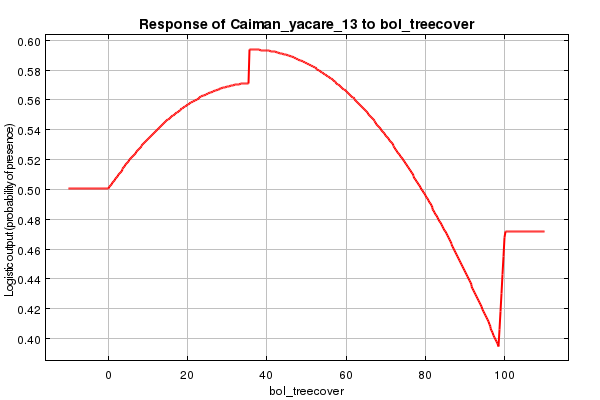 Response of Caiman_yacare_13 to bol_treecover
Logistic output (probability of presence)
0.60
0.58
0.56
0.54
0.52
0.50
0.48
0.46
0.44
0.42
0.40
0 20 40 60 80 100
bol_treecover